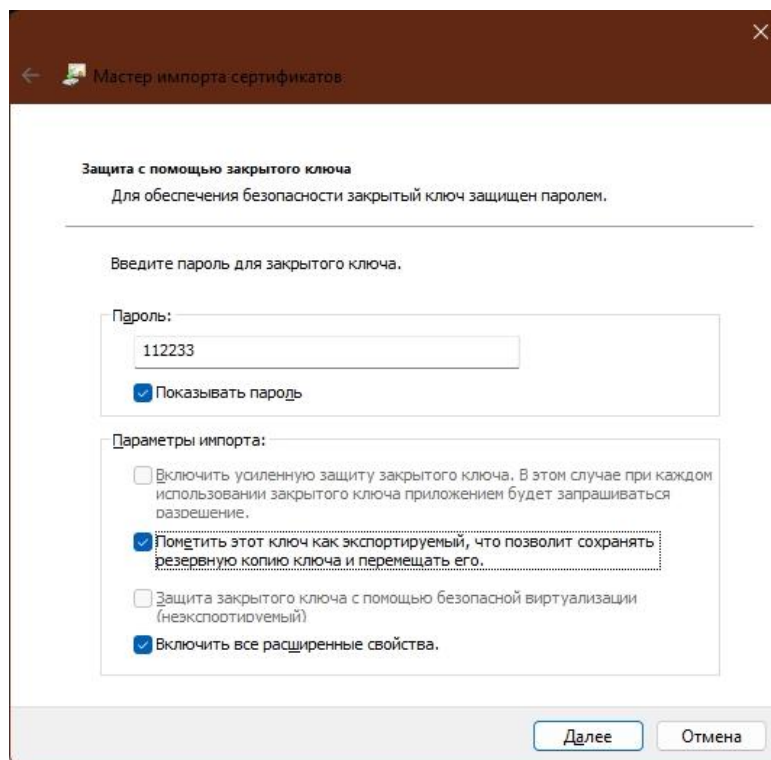 Мастер импорта сертификатов
Защита с помощью закрытого ключа
Для обеспечения безопасности закрытый ключ защищен паролем.
Введите пароль для закрытого ключа.
Пароль:
112233
Показывать пароль
Параметры импорта:
Включить усиленную защиту закрытого ключа. В этом случае при каждом
использовании закрытого ключа приложением будет запрашиваться
разрешение.
Пометить этот ключ как экспортируемый, что позволит сохранять
резервную копию ключа и перемещать его.
Защита закрытого ключа с помощью безопасной виртуализации
(неэкспортируемый)
Включить все расширенные свойства.
Далее
Отмена